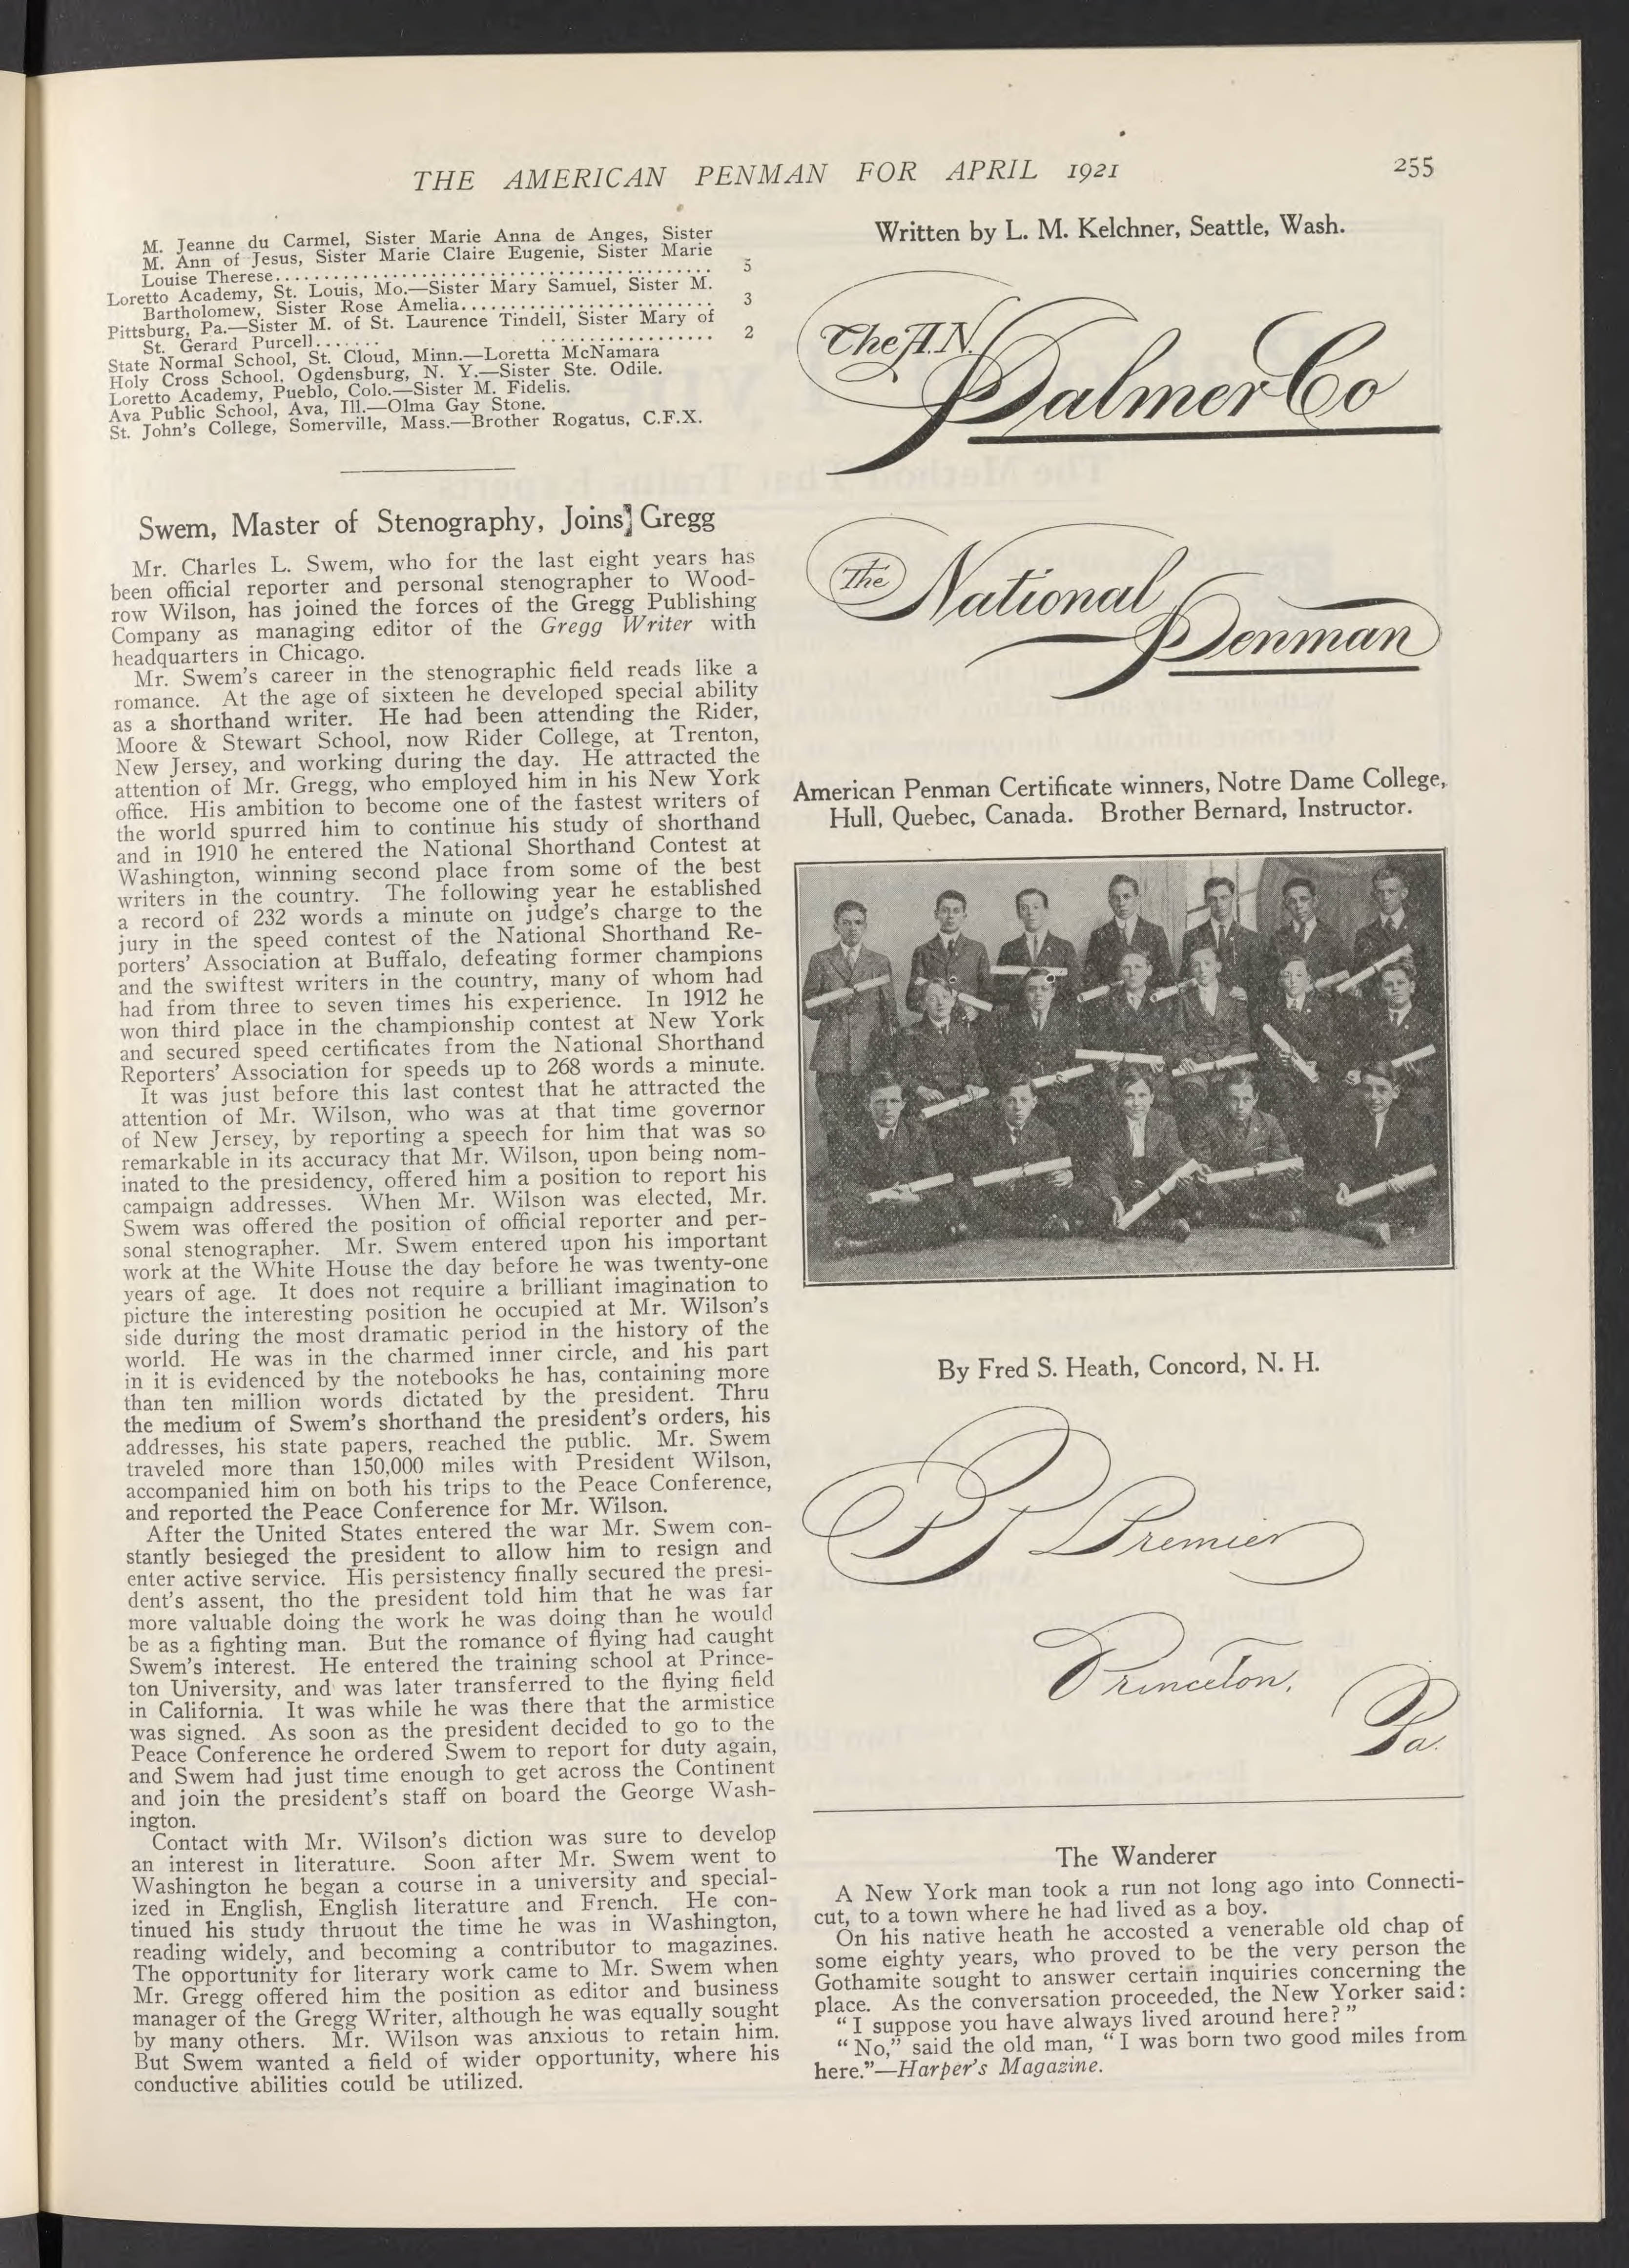 THE AMERICAN PENMAN FOR APRIL 1921
255
M. Jeanne du Carmel, Sister Marie Anna de Anges, Sister
M. Ann of Jesus, Sister Marie Claire Eugenie, Sister Marie
Louise Therese............................................... 5
Loretto Academy, St. Louis, Mo.—Sister Mary Samuel, Sister M.
Bartholomew, Sister Rose Amelia........................... 3
Pittsburg, Pa.—Sister M. of St. Laurence Tindell, Sister Mary of
St. Gerard Purcell....... .................. 2
State Normal School, St. Cloud, Minn.—Loretta McNamara
Holy Cross School, Ogdensburg, N. Y.—Sister Ste. Odile.
Loretto Academy, Pueblo, Colo.—Sister M. Fidelis.
Ava Public School, Ava, Ill.—Olma Gay Stone.
St. John's College, Somerville, Mass.—Brother Rogatus, C.F.X.
Swem, Master of Stenography, Joins] Gregg
Mr. Charles L. Swem, who for the last eight years has
been official reporter and personal stenographer to Wood-
row Wilson, has joined the forces of the Gregg Publishing
Company as managing editor of the Gregg Writer with
headquarters in Chicago.
Mr. Swem's career in the stenographic field reads like a
romance. At the age of sixteen he developed special ability
as a shorthand writer. He had been attending the Rider,
Moore & Stewart School, now Rider College, at Trenton,
New Jersey, and working during the day. He attracted the
attention of Mr. Gregg, who employed him in his New York
office. His ambition to become one of the fastest writers of
the world spurred him to continue his study of shorthand
and in 1910 he entered the National Shorthand Contest at
Washington, winning second place from some of the best
writers in the country. The following year he established
a record of 232 words a minute on judge's charge to the
jury in the speed contest of the National Shorthand Re-
porters' Association at Buffalo, defeating former champions
and the swiftest writers in the country, many of whom had
had from three to seven times his experience. In 1912 he
won third place in the championship contest at New York
and secured speed certificates from the National Shorthand
Reporters' Association for speeds up to 268 words a minute.
It was just before this last contest that he attracted the
attention of Mr. Wilson, who was at that time governor
of New Jersey, by reporting a speech for him that was so
remarkable in its accuracy that Mr. Wilson, upon being nom-
inated to the presidency, offered him a position to report his
campaign addresses. When Mr. Wilson was elected, Mr.
Swem was offered the position of official reporter and per-
sonal stenographer. Mr. Swem entered upon his important
work at the White House the day before he was twenty-one
years of age. It does not require a brilliant imagination to
picture the interesting position he occupied at Mr. Wilson's
side during the most dramatic period in the history of the
world. He was in the charmed inner circle, and his part
in it is evidenced by the notebooks he has, containing more
than ten million words dictated by the president. Thru
the medium of Swem's shorthand the president's orders, his
addresses, his state papers, reached the public. Mr. Swem
traveled more than 150,000 miles with President Wilson,
accompanied him on both his trips to the Peace Conference,
and reported the Peace Conference for Mr. Wilson.
After the United States entered the war Mr. Swem con-
stantly besieged the president to allow him to resign and
enter active service. His persistency finally secured the presi-
dent's assent, tho the president told him that he was far
more valuable doing the work he was doing than he would
be as a fighting man. But the romance of flying had caught
Swem's interest. He entered the training school at Prince-
ton University, and was later transferred to the flying field
in California. It was while he was there that the armistice
was signed. As soon as the president decided to go to the
Peace Conference he ordered Swem to report for duty again,
and Swem had just time enough to get across the Continent
and join the president's staff on board the George Wash-
ington.
Contact with Mr. Wilson's diction was sure to develop
an interest in literature. Soon after Mr. Swem went to
Washington he began a course in a university and special-
ized in English, English literature and French. He con-
tinued his study thruout the time he was in Washington,
reading widely, and becoming a contributor to magazines.
The opportunity for literary work came to Mr. Swem when
Mr. Gregg offered him the position as editor and business
manager of the Gregg Writer, although he was equally sought
by many others. Mr. Wilson was anxious to retain him.
But Swem wanted a field of wider opportunity, where his
conductive abilities could be utilized.
Written by L. M. Kelchner, Seattle, Wash.
The A. N.
Palmer Co
The National
Penman
American Penman Certificate winners, Notre Dame College,
Hull, Quebec, Canada. Brother Bernard, Instructor.
By Fred S. Heath, Concord, N. H.
P P Premier
Princeton,
Pa.
The Wanderer
A New York man took a run not long ago into Connecti-
cut, to a town where he had lived as a boy.
On his native heath he accosted a venerable old chap of
some eighty years, who proved to be the very person the
Gothamite sought to answer certain inquiries concerning the
place. As the conversation proceeded, the New Yorker said:
"I suppose you have always lived around here?"
"No," said the old man, "I was born two good miles from
here."—Harper's Magazine.